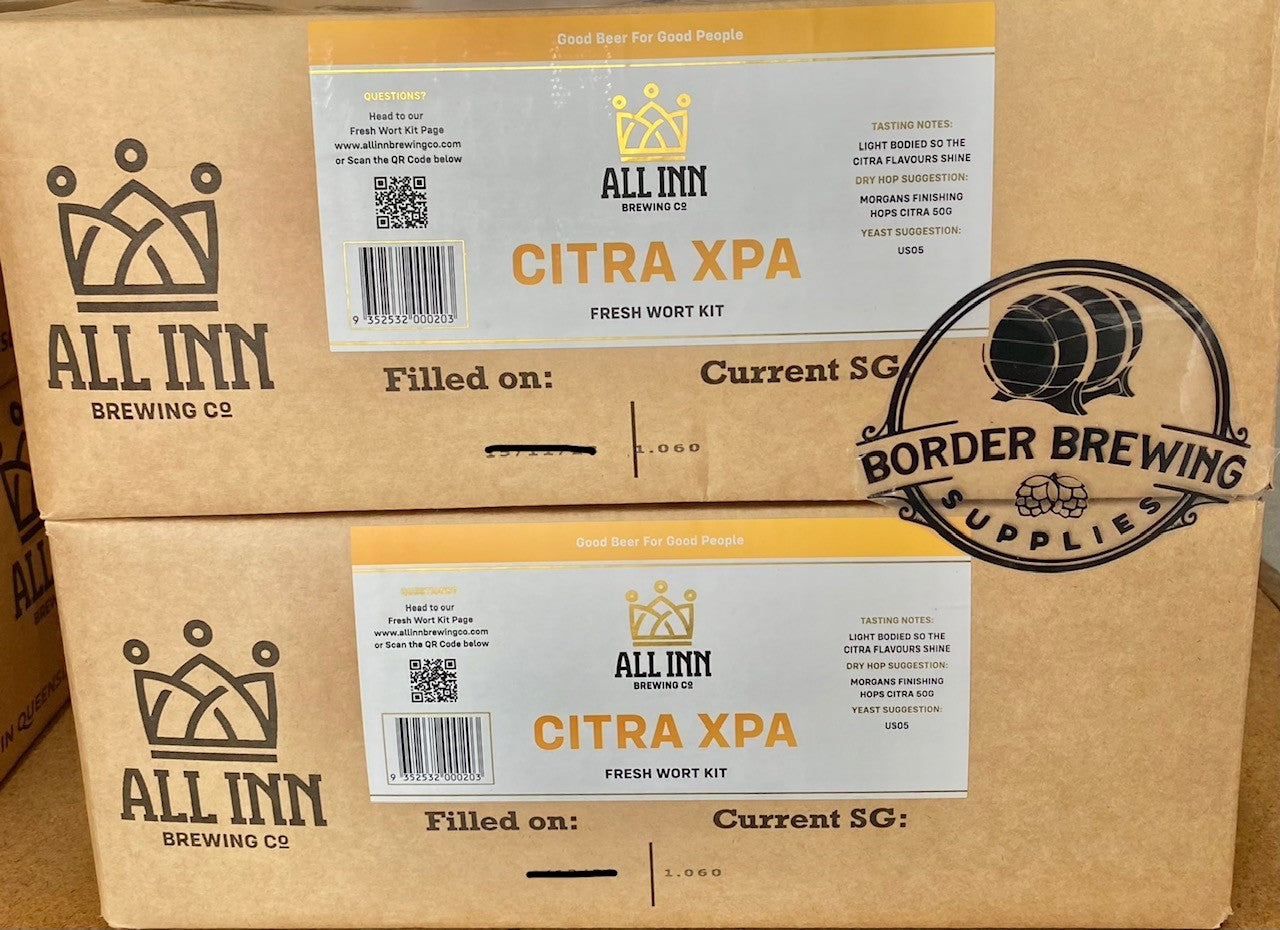 Good Beer For Good People
QUESTIONS?
Head to our
Fresh Wort Kit Page
www.allinnbrewingco.com
or Scan the QR Code below
9 352532 000203
ALL INN
BREWING Cº
CITRA XPA
FRESH WORT KIT
TASTING NOTES:
LIGHT BODIED SO THE
CITRA FLAVOURS SHINE
DRY HOP SUGGESTION:
MORGANS FINISHING
HOPS CITRA 50G
YEAST SUGGESTION:
US05
ALL INN
BREWING Cº
Filled on:
Current SG
1.060
BORDER BREWING
SUPPLIES
Good Beer For Good People
QUESTIONS?
Head to our
Fresh Wort Kit Page
www.allinnbrewingco.com
or Scan the QR Code below
9 352532 000203
ALL INN
BREWING Cº
CITRA XPA
FRESH WORT KIT
TASTING NOTES:
LIGHT BODIED SO THE
CITRA FLAVOURS SHINE
DRY HOP SUGGESTION:
MORGANS FINISHING
HOPS CITRA 50G
YEAST SUGGESTION:
US05
ALL INN
BREWING Cº
Filled on:
Current SG:
1.060
ALL
IN